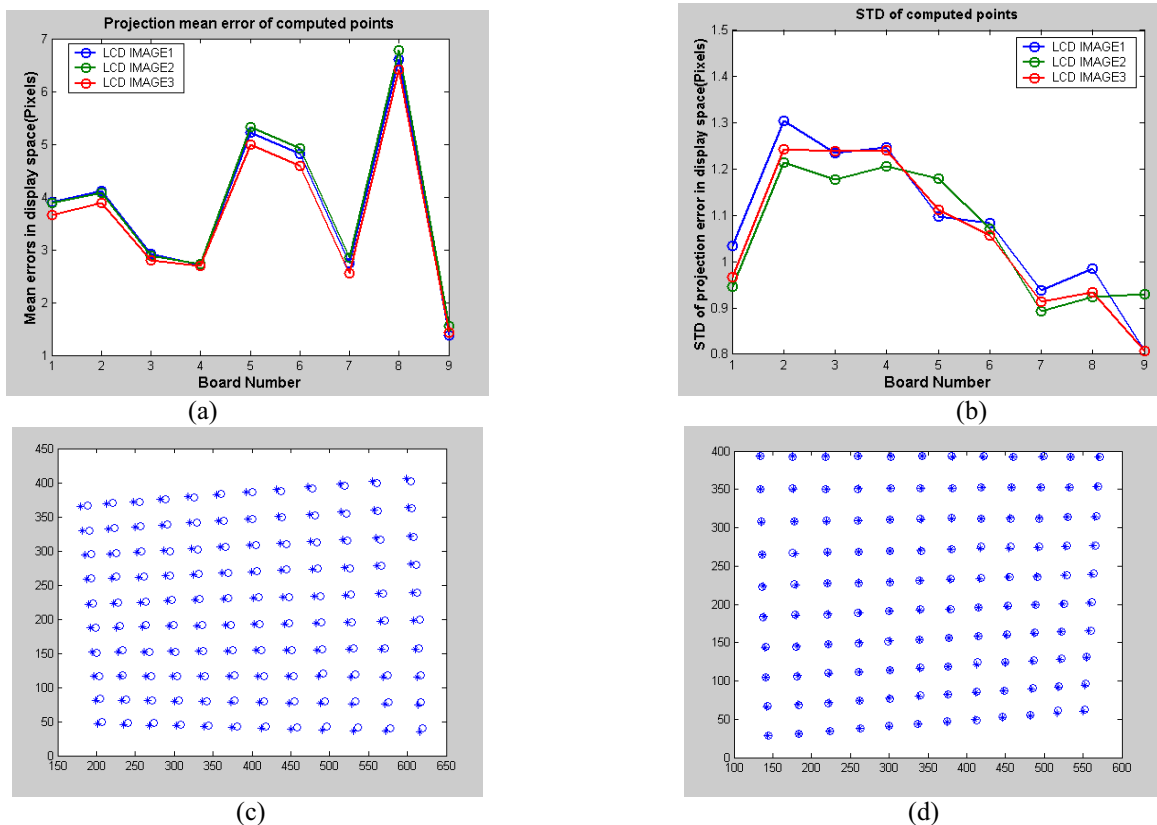 Projection mean error of computed points
LCD IMAGE1
LCD IMAGE2
LCD IMAGE3
Mean errors in display space(Pixels)
7
6
5
4
3
2
1
1 2 3 4 5 6 7 8 9
Board Number
(a)
STD of computed points
LCD IMAGE1
LCD IMAGE2
LCD IMAGE3
STD of projection error in display space(Pixels)
1.5
1.4
1.3
1.2
1.1
1
0.9
0.8
1 2 3 4 5 6 7 8 9
Board Number
(b)
450
400
350
300
250
200
150
100
50
0
150 200 250 300 350 400 450 500 550 600 650
(c)
400
350
300
250
200
150
100
50
0
100 150 200 250 300 350 400 450 500 550 600
(d)